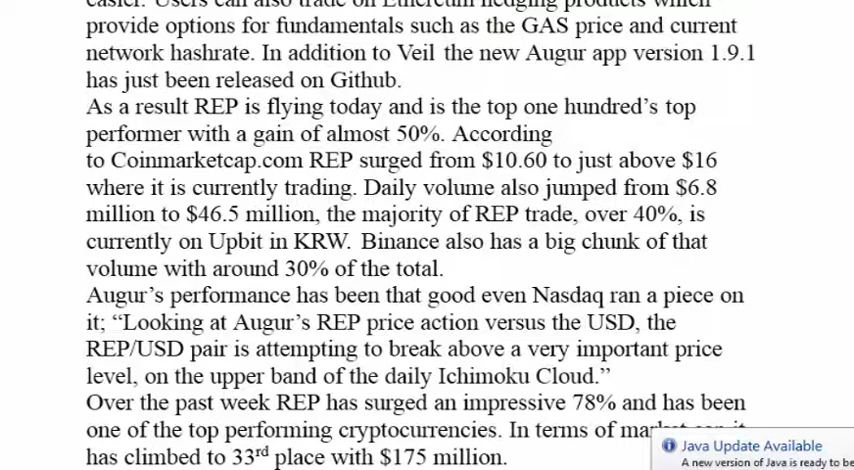 easier. Users can also trade on Ethereum hedging products which
provide options for fundamentals such as the GAS price and current
network hashrate. In addition to Veil the new Augur app version 1.9.1
has just been released on Github.
As a result REP is flying today and is the top one hundred’s top
performer with a gain of almost 50%. According
to Coinmarketcap.com REP surged from $10.60 to just above $16
where it is currently trading. Daily volume also jumped from $6.8
million to $46.5 million, the majority of REP trade, over 40%, is
currently on Upbit in KRW. Binance also has a big chunk of that
volume with around 30% of the total.
Augur’s performance has been that good even Nasdaq ran a piece on
it; “Looking at Augur’s REP price action versus the USD, the
REP/USD pair is attempting to break above a very important price
level, on the upper band of the daily Ichimoku Cloud.”
Over the past week REP has surged an impressive 78% and has been
one of the top performing cryptocurrencies. In terms of
has climbed to 33rd place with $175 million.
Java Update Available
A new version of Java is ready to be